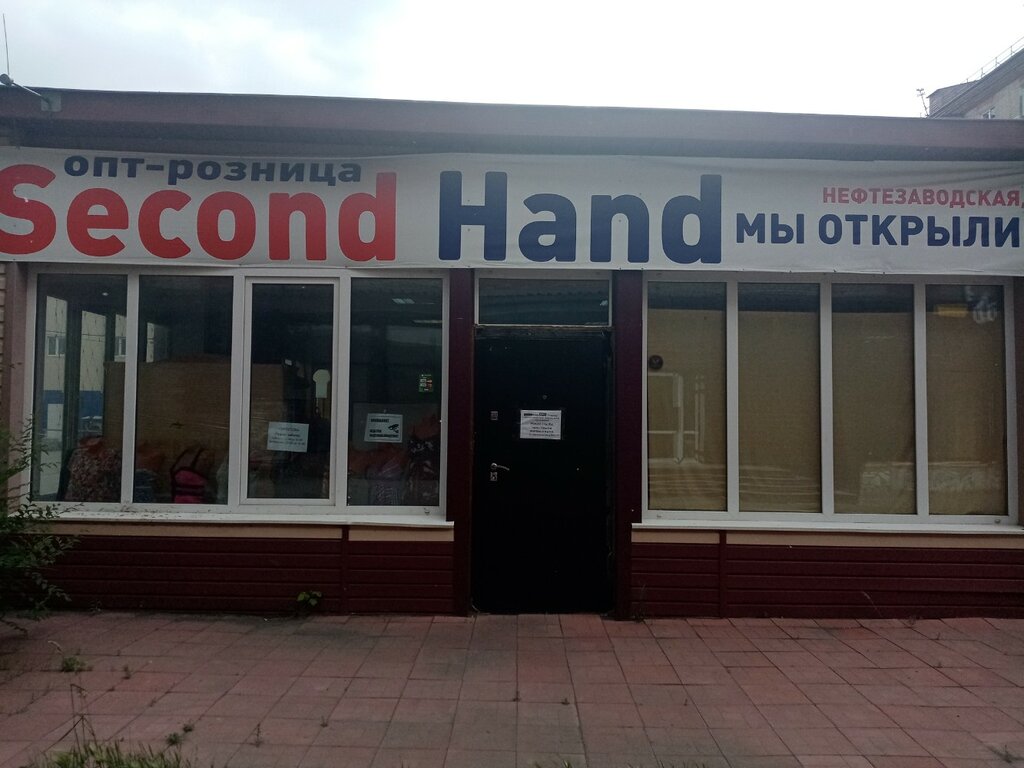 опт-розница
Second Hand
НЕФТЕЗАВОДСКАЯ,
МЫ ОТКРЫЛИ